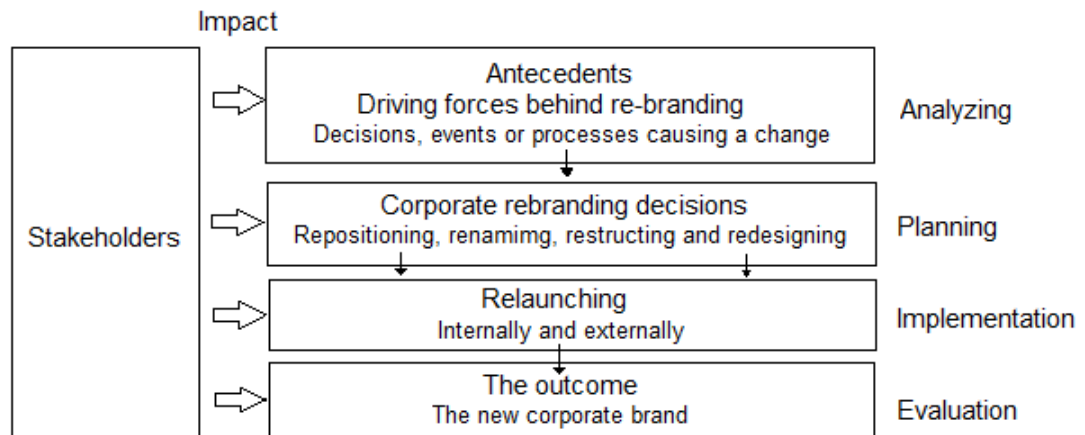 Impact
Stakeholders
Antecedents
Driving forces behind re-branding
Decisions, events or processes causing a change
Analyzing
Corporate rebranding decisions
Repositioning, renamimg, restructing and redesigning
Planning
Relaunching
Internally and externally
Implementation
The outcome
The new corporate brand
Evaluation